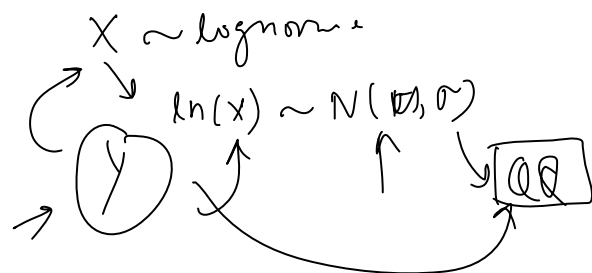 X ~ lognormal
ln(X) ~ N(μ, σ)
Y
QQ